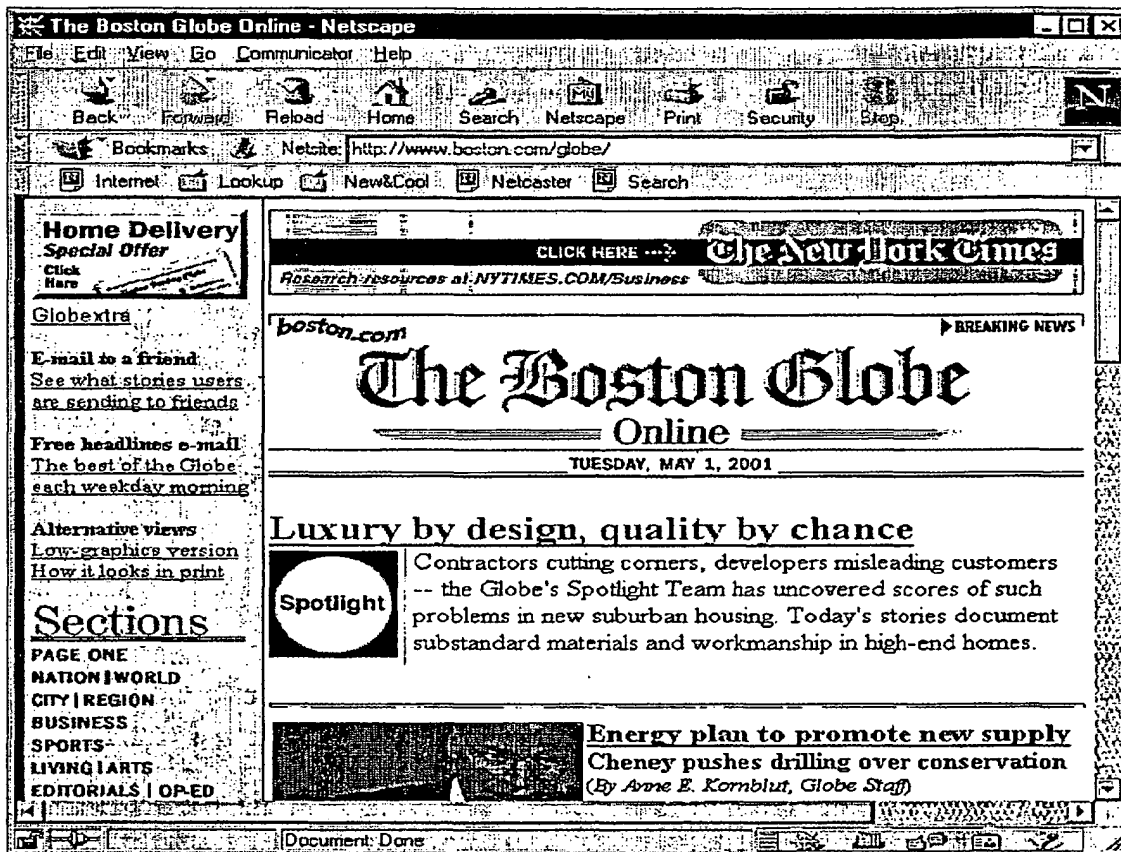 The Boston Globe Online - Netscape
File Edit View Go Communicator Help
Back Forward Reload Home Search Netscape Print Security Stop
Bookmarks Netsite: http://www.boston.com/globe/
Internet Lookup New&Cool Netcaster Search
Home Delivery
Special Offer
Click
Here
Globextra
E-mail to a friend
See what stories users
are sending to friends
Free headlines e-mail
The best of the Globe
each weekday morning
Alternative views
Low-graphics version
How it looks in print
Sections
PAGE ONE
NATION | WORLD
CITY | REGION
BUSINESS
SPORTS
LIVING | ARTS
EDITORIALS | OP-ED
CLICK HERE ---> The New York Times
Research resources at NYTIMES.COM/Business
boston.com
BREAKING NEWS
The Boston Globe
Online
TUESDAY, MAY 1, 2001
Luxury by design, quality by chance
Spotlight
Contractors cutting corners, developers misleading customers
-- the Globe's Spotlight Team has uncovered scores of such
problems in new suburban housing. Today's stories document
substandard materials and workmanship in high-end homes.
Energy plan to promote new supply
Cheney pushes drilling over conservation
(By Anne E. Kornblut, Globe Staff)
Document: Done